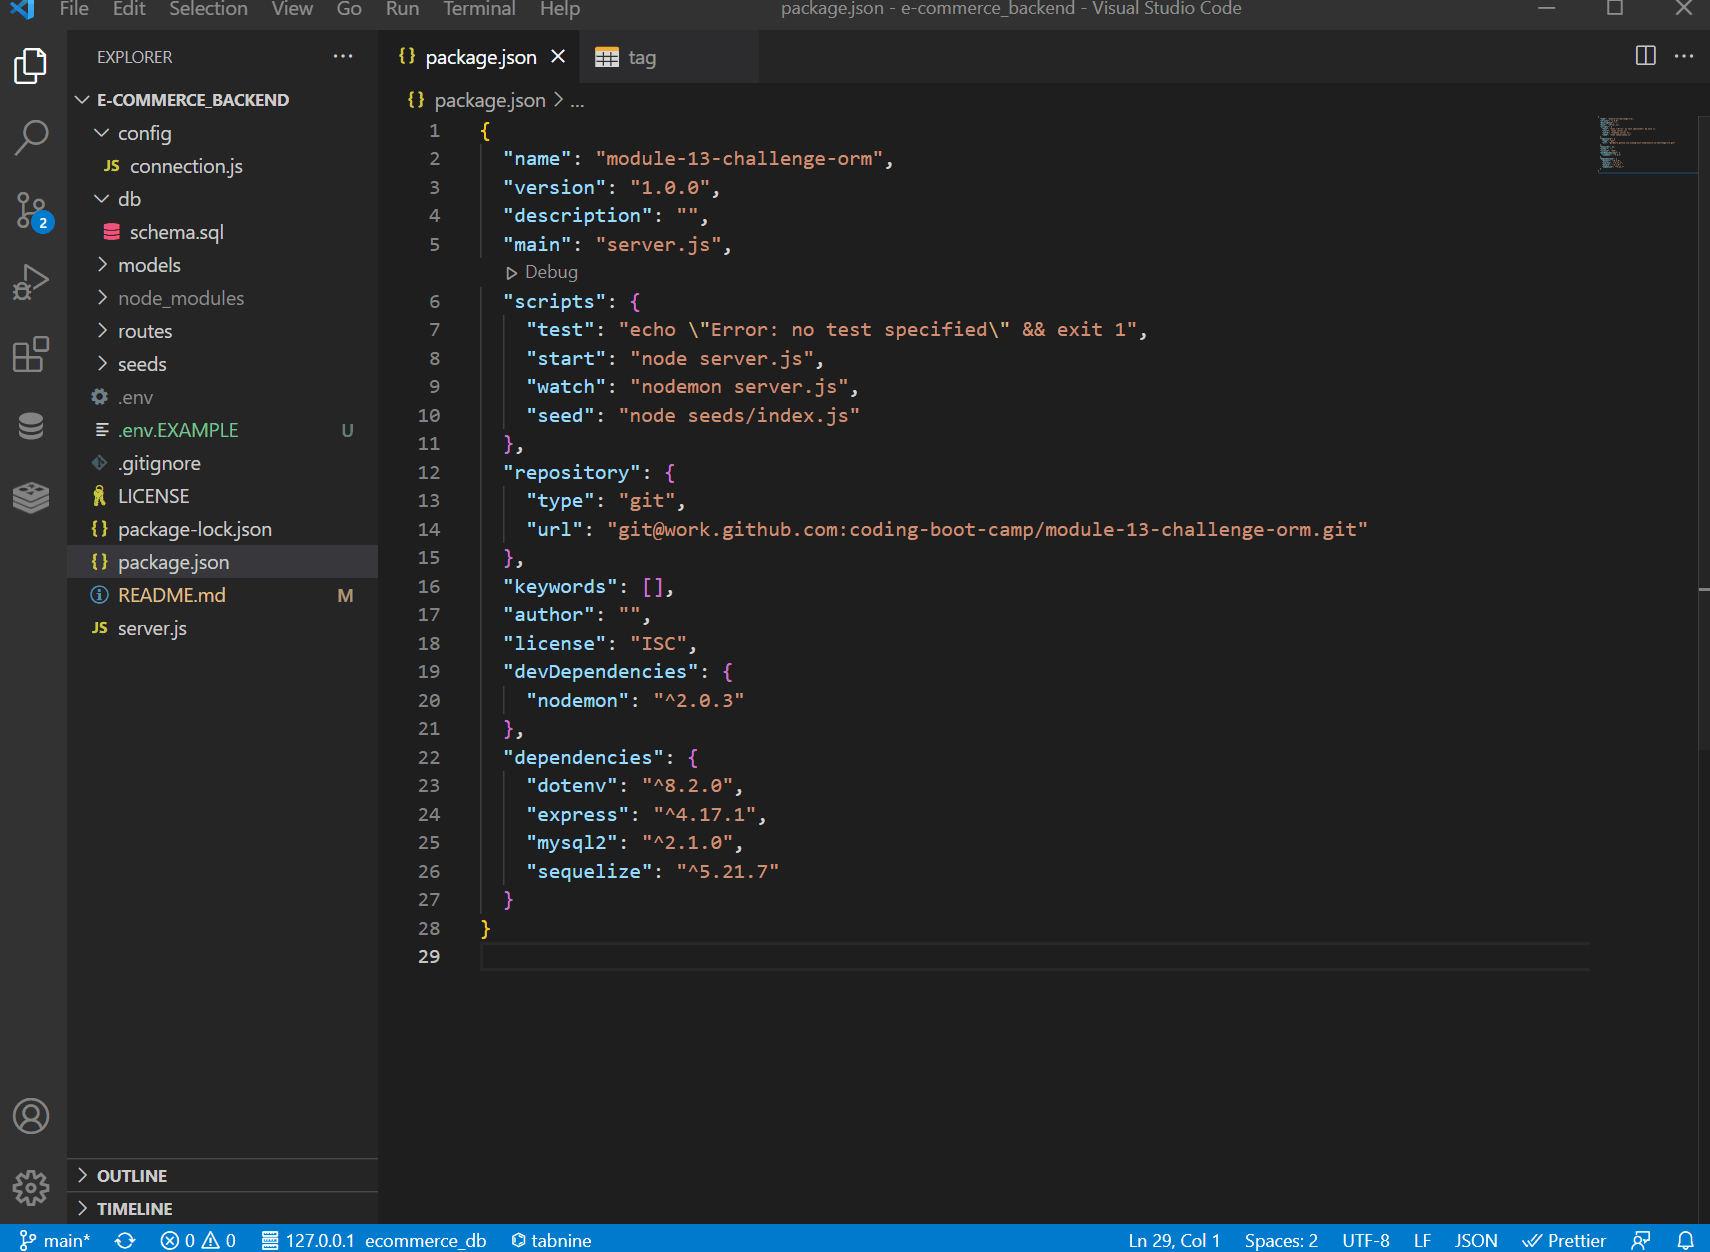 File Edit Selection View Go Run Terminal Help package.json - e-commerce_backend - Visual Studio Code
EXPLORER
E-COMMERCE_BACKEND
config
JS connection.js
db
schema.sql
models
node_modules
routes
seeds
.env
.env.EXAMPLE U
.gitignore
LICENSE
{} package-lock.json
{} package.json
README.md M
JS server.js
OUTLINE
TIMELINE
2
{} package.json tag
{} package.json > ...
1 {
2 "name": "module-13-challenge-orm",
3 "version": "1.0.0",
4 "description": "",
5 "main": "server.js",
Debug
6 "scripts": {
7 "test": "echo \"Error: no test specified\" && exit 1",
8 "start": "node server.js",
9 "watch": "nodemon server.js",
10 "seed": "node seeds/index.js"
11 },
12 "repository": {
13 "type": "git",
14 "url": "git@work.github.com:coding-boot-camp/module-13-challenge-orm.git"
15 },
16 "keywords": [],
17 "author": "",
18 "license": "ISC",
19 "devDependencies": {
20 "nodemon": "^2.0.3"
21 },
22 "dependencies": {
23 "dotenv": "^8.2.0",
24 "express": "^4.17.1",
25 "mysql2": "^2.1.0",
26 "sequelize": "^5.21.7"
27 }
28 }
29
main* 0 0 127.0.0.1 ecommerce_db tabnine Ln 29, Col 1 Spaces: 2 UTF-8 LF JSON Prettier